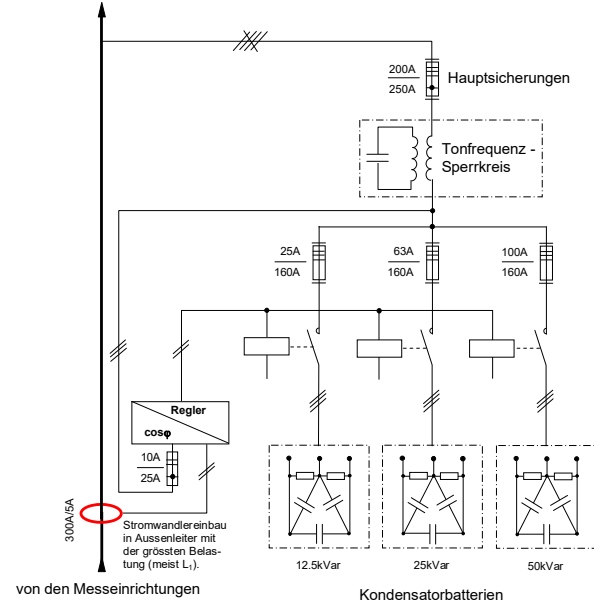 200A
250A
Hauptsicherungen
Tonfrequenz -
Sperrkreis
25A
160A
63A
160A
100A
160A
Regler
cosφ
10A
25A
300A/5A
Stromwandlereinbau
in Aussenleiter mit
der grössten Belas-
tung (meist L₁).
12.5kVar
25kVar
50kVar
von den Messeinrichtungen
Kondensatorbatterien